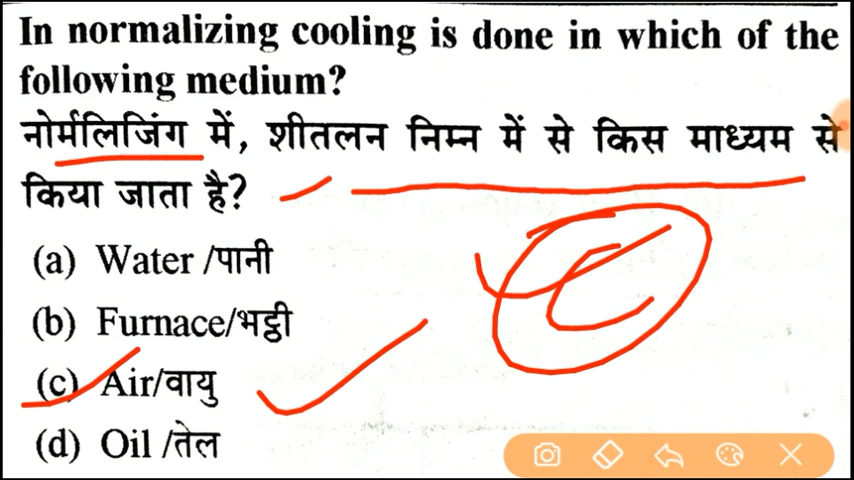 In normalizing cooling is done in which of the
following medium?
नोर्मलिजिंग में, शीतलन निम्न में से किस माध्यम से
किया जाता है?
(a) Water /पानी
(b) Furnace/भट्ठी
(c) Air/वायु
(d) Oil /तेल